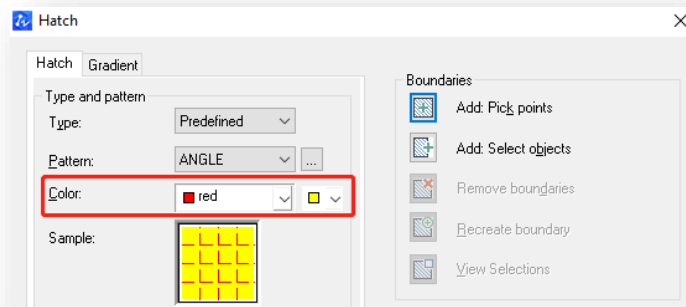 Hatch
Hatch Gradient
Type and pattern
Type: Predefined
Pattern: ANGLE ...
Color: red
Sample:
Boundaries
Add: Pick points
Add: Select objects
Remove boundaries
Recreate boundary
View Selections